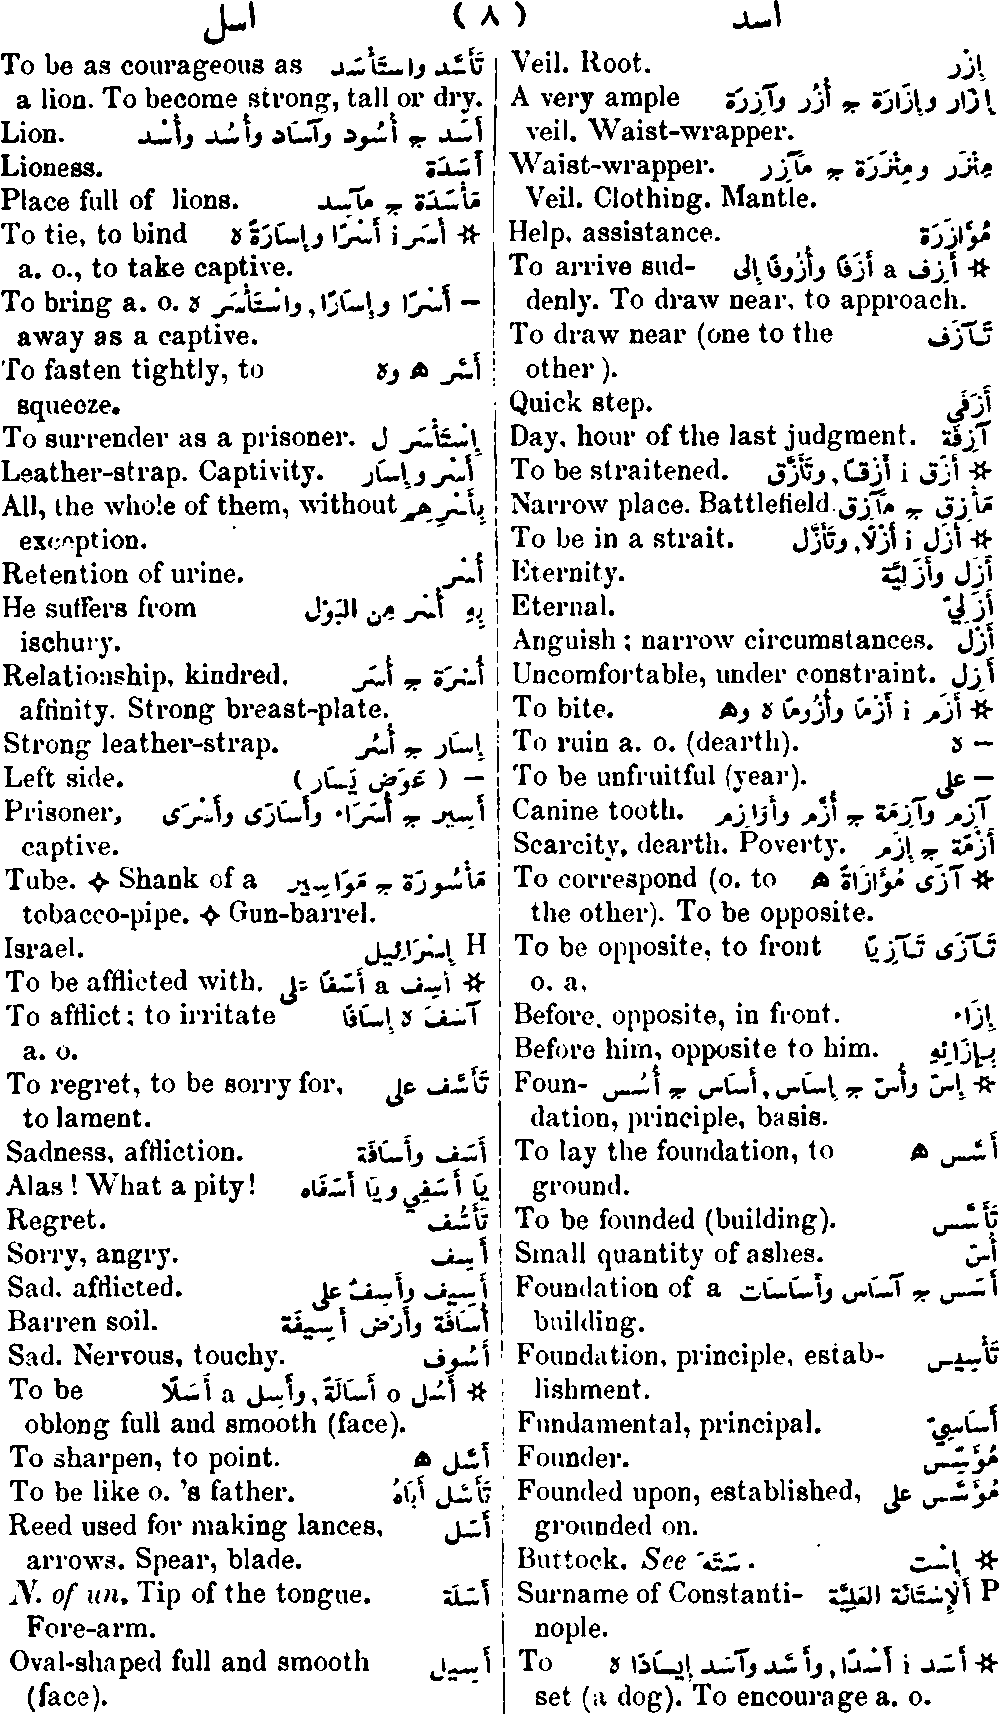 اسد ( ٨ ) اسل
Veil. Root. إِزْر
A very ample إِزَار وإِزَارَة ج أُزُر وآزِرَة
veil. Waist-wrapper.
Waist-wrapper. مِئْزَر ومِئْزَرَة ج مَآزِر
Veil. Clothing. Mantle.
Help, assistance. مُؤَازَرَة
To arrive sud- ☆ أَزِف a أَزَفًا وأُزُوفًا إِلى
denly. To draw near, to approach.
To draw near (one to the تَآزَف
other).
Quick step. أَزَفَى
Day, hour of the last judgment. آزِفَة
To be straitened. ☆ أَزَق i أَزْقًا, وتَأَزَّق
Narrow place. Battlefield. مَأْزِق ج مَآزِق
To be in a strait. ☆ أَزَل i أَزْلًا, وتَأَزَّل
Eternity. أَزَل وأَزَلِيَّة
Eternal. أَزَلِيّ
Anguish ; narrow circumstances. أَزْل
Uncomfortable, under constraint. أَزِل
To bite. ☆ أَزَم i أَزْمًا وأُزُومًا ه وه
To ruin a. o. (dearth). — ه
To be unfruitful (year). — على
Canine tooth. آزِم وآزِمَة ج أُزَّم وأَوَازِم
Scarcity, dearth. Poverty. أَزْمَة ج إِزَم
To correspond (o. to ☆ آزَى مُؤَازَاةً ه
the other). To be opposite.
To be opposite, to front تَآزَى تَآزِيًا
o. a.
Before, opposite, in front. إِزَاء
Before him, opposite to him. بِإِزَائِهِ
Foun- ☆ إِسّ وأُسّ ج إِسَاس, أَسَاس ج أُسُس
dation, principle, basis.
To lay the foundation, to أَسَّس ه
ground.
To be founded (building). تَأَسَّس
Small quantity of ashes. أُسّ
Foundation of a أَسَس ج آسَاس وأَسَاسَات
building.
Foundation, principle, estab- تَأْسِيس
lishment.
Fundamental, principal. أَسَاسِيّ
Founder. مُؤَسِّس
Founded upon, established, مُؤَسَّس على
grounded on.
Buttock. See سَتَه. ☆ إِسْت
Surname of Constanti- P أَلإِسْتَانَة العَلِيَّة
nople.
To ☆ أَسَد i أَسْدًا, وأَسَّد وآسَد إِيسَادًا ه
set (a dog). To encourage a. o.
To be as courageous as تَأَسَّد واسْتَأْسَد
a lion. To become strong, tall or dry.
Lion. أَسَد ج أُسُود وآسَاد وأُسُد وأُسْد
Lioness. أَسَدَة
Place full of lions. مَأْسَدَة ج مَآسِد
To tie, to bind ☆ أَسَر i أَسْرًا وإِسَارَةً ه
a. o., to take captive.
To bring a. o. — أَسْرًا وإِسَارًا, واسْتَأْسَر ه
away as a captive.
To fasten tightly, to أَسَّر ه وه
squeeze.
To surrender as a prisoner. إِسْتَأْسَر ل
Leather-strap. Captivity. أَسْر وإِسَار
All, the whole of them, without بِأَسْرِهِم
exception.
Retention of urine. أُسْر
He suffers from بِهِ أُسْر مِن البَوْل
ischury.
Relationship, kindred, أُسْرَة ج أُسَر
affinity. Strong breast-plate.
Strong leather-strap. إِسَار ج أُسُر
Left side. — ( عَوَض يَسَار )
Prisoner, أَسِير ج أُسَرَاء وأُسَارَى وأَسْرَى
captive.
Tube. ✧ Shank of a مَأْسُورَة ج مَوَاسِير
tobacco-pipe. ✧ Gun-barrel.
Israel. H إِسْرَائِيل
To be afflicted with. ☆ أَسِف a أَسَفًا على
To afflict ; to irritate آسَفَ ه إِسَافًا
a. o.
To regret, to be sorry for, تَأَسَّف على
to lament.
Sadness, affliction. أَسَف وأَسَافَة
Alas ! What a pity ! يَا أَسَفِي ويَا أَسَفَاه
Regret. تَأَسُّف
Sorry, angry. أَسِف
Sad, afflicted. أَسِيف وأَسِفٌ على
Barren soil. أُسَافَة وأَرْض أَسِيفَة
Sad. Nervous, touchy. أَسُوف
To be ☆ أَسُل o أَسَالَةً, وأَسِل a أَسَلًا
oblong full and smooth (face).
To sharpen, to point. أَسَّل ه
To be like o. 's father. تَأَسَّل أَبَاهُ
Reed used for making lances, أَسَل
arrows. Spear, blade.
N. of un. Tip of the tongue. أَسَلَة
Fore-arm.
Oval-shaped full and smooth أَسِيل
(face).